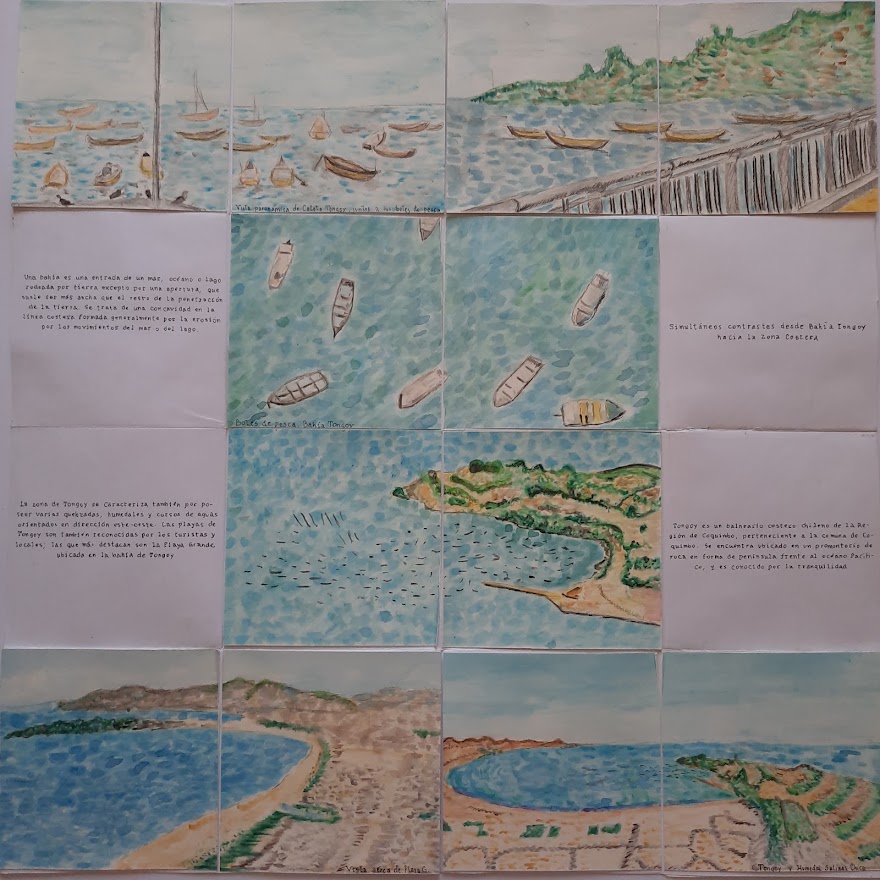 Vista panorámica de Caleta Tongoy, junto a los botes de pesca
Una bahía es una entrada de un mar, océano o lago
rodeada por tierra excepto por una apertura, que
suele ser más ancha que el resto de la penetración
de la tierra. Se trata de una concavidad en la
línea costera formada generalmente por la erosión
por los movimientos del mar o del lago.
Simultáneos contrastes desde Bahía Tongoy
hacia la Zona Costera
Botes de pesca, Bahía Tongoy
La zona de Tongoy se caracteriza también por po-
seer varias quebradas, humedales y cursos de aguas
orientados en dirección este-oeste. Las playas de
Tongoy son también reconocidas por los turistas y
locales; las que más destacan son la Playa Grande,
ubicada en la bahía de Tongoy
Tongoy es un balneario costero chileno de la Re-
gión de Coquimbo, perteneciente a la comuna de Co-
quimbo. Se encuentra ubicado en un promontorio de
roca en forma de península frente al océano Pacífi-
co, y es conocido por la tranquilidad
Vista aérea de Playa G.
Tongoy y Humedal Salinas Chica